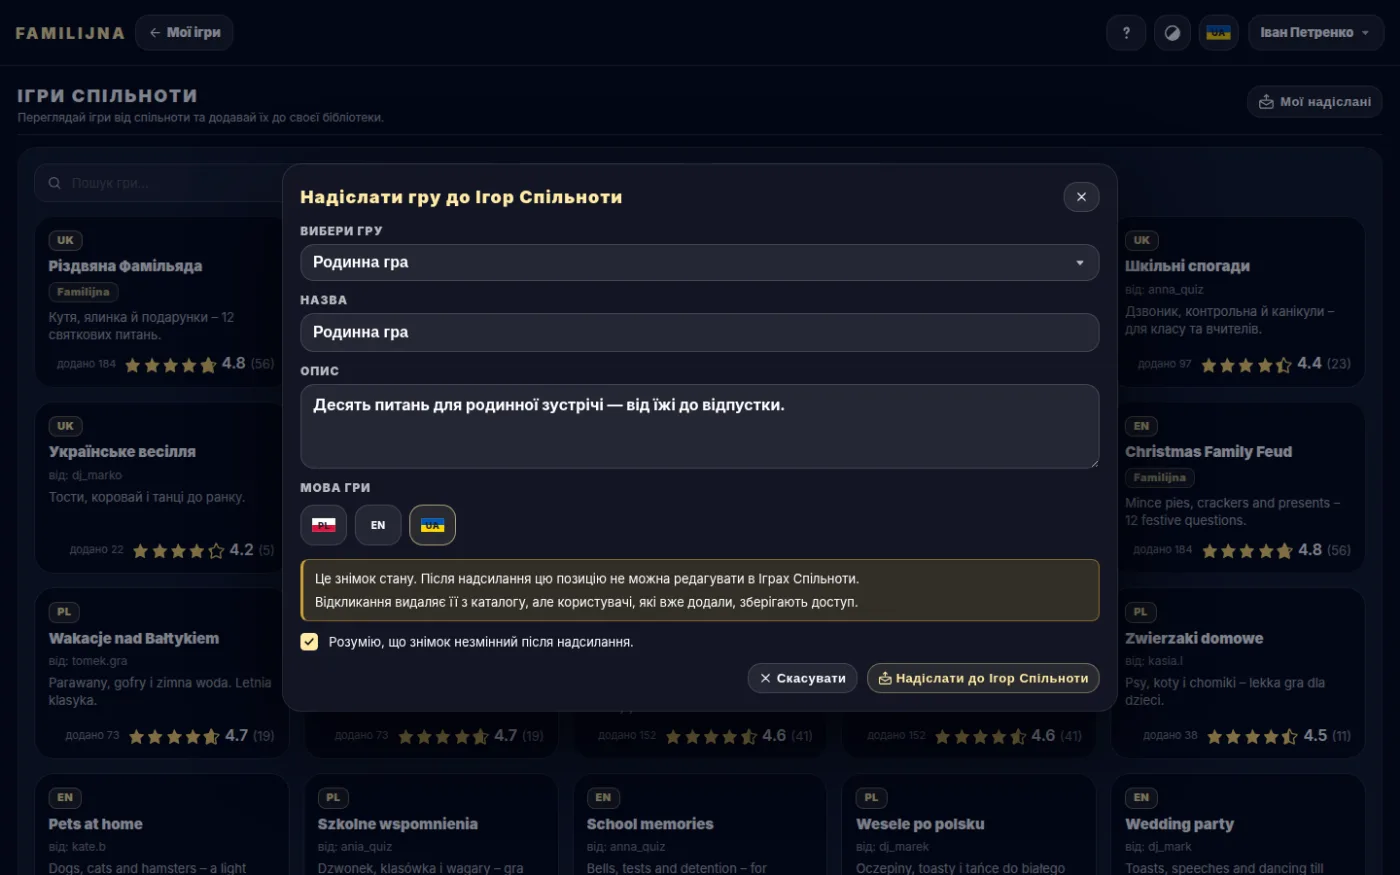 FAMILIJNA
← Мої ігри
?
UA
Іван Петренко
ІГРИ СПІЛЬНОТИ
Переглядай ігри від спільноти та додавай їх до своєї бібліотеки.
Мої надіслані
Пошук гри...
Надіслати гру до Ігор Спільноти
ВИБЕРИ ГРУ
Родинна гра
НАЗВА
Родинна гра
ОПИС
Десять питань для родинної зустрічі — від їжі до відпустки.
МОВА ГРИ
PL
EN
UA
Це знімок стану. Після надсилання цю позицію не можна редагувати в Іграх Спільноти.
Відкликання видаляє її з каталогу, але користувачі, які вже додали, зберігають доступ.
Розумію, що знімок незмінний після надсилання.
Скасувати
Надіслати до Ігор Спільноти
UK
Різдвяна Фамільяда
Familijna
Кутя, ялинка й подарунки – 12
святкових питань.
додано 184 4.8 (56)
UK
Шкільні спогади
від: anna_quiz
Дзвоник, контрольна й канікули –
для класу та вчителів.
додано 97 4.4 (23)
UK
Українське весілля
від: dj_marko
Тости, коровай і танці до ранку.
додано 22 4.2 (5)
EN
Christmas Family Feud
Familijna
Mince pies, crackers and presents –
12 festive questions.
додано 184 4.8 (56)
PL
Wakacje nad Bałtykiem
від: tomek.gra
Parawany, gofry i zimna woda. Letnia
klasyka.
додано 73 4.7 (19)
додано 73 4.7 (19)
додано 152 4.6 (41)
додано 152 4.6 (41)
PL
Zwierzaki domowe
від: kasia.l
Psy, koty i chomiki – lekka gra dla
dzieci.
додано 38 4.5 (11)
EN
Pets at home
від: kate.b
Dogs, cats and hamsters – a light
PL
Szkolne wspomnienia
від: ania_quiz
Dzwonek, klasówka i wagary – gra
EN
School memories
від: anna_quiz
Bells, tests and detention – for
PL
Wesele po polsku
від: dj_marek
Oczepiny, toasty i tańce do białego
EN
Wedding party
від: dj_mark
Toasts, speeches and dancing till